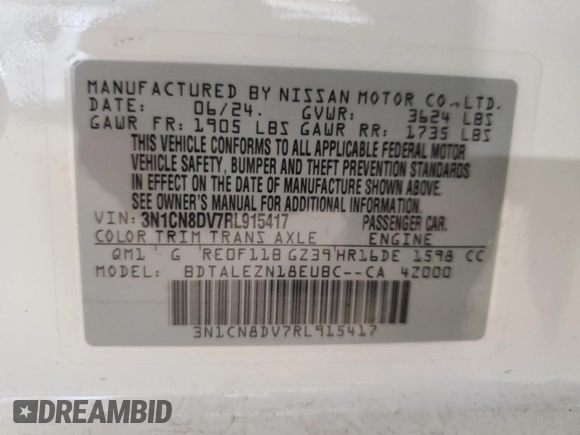 MANUFACTURED BY NISSAN MOTOR CO.,LTD.
DATE: 06/24. GVWR: 3624 LBS
GAWR FR: 1905 LBS GAWR RR: 1735 LBS
THIS VEHICLE CONFORMS TO ALL APPLICABLE FEDERAL MOTOR
VEHICLE SAFETY, BUMPER AND THEFT PREVENTION STANDARDS
IN EFFECT ON THE DATE OF MANUFACTURE SHOWN ABOVE.
SEE OWNER'S MANUAL FOR ADDITIONAL INFORMATION.
VIN: 3N1CN8DV7RL915417 PASSENGER CAR.
COLOR TRIM TRANS AXLE ENGINE
QM1 G RE0F11B GZ39 HR16DE 1598 CC
MODEL: BDTALEZN18EUBC--CA 4Z000
3N1CN8DV7RL915417
DREAMBID